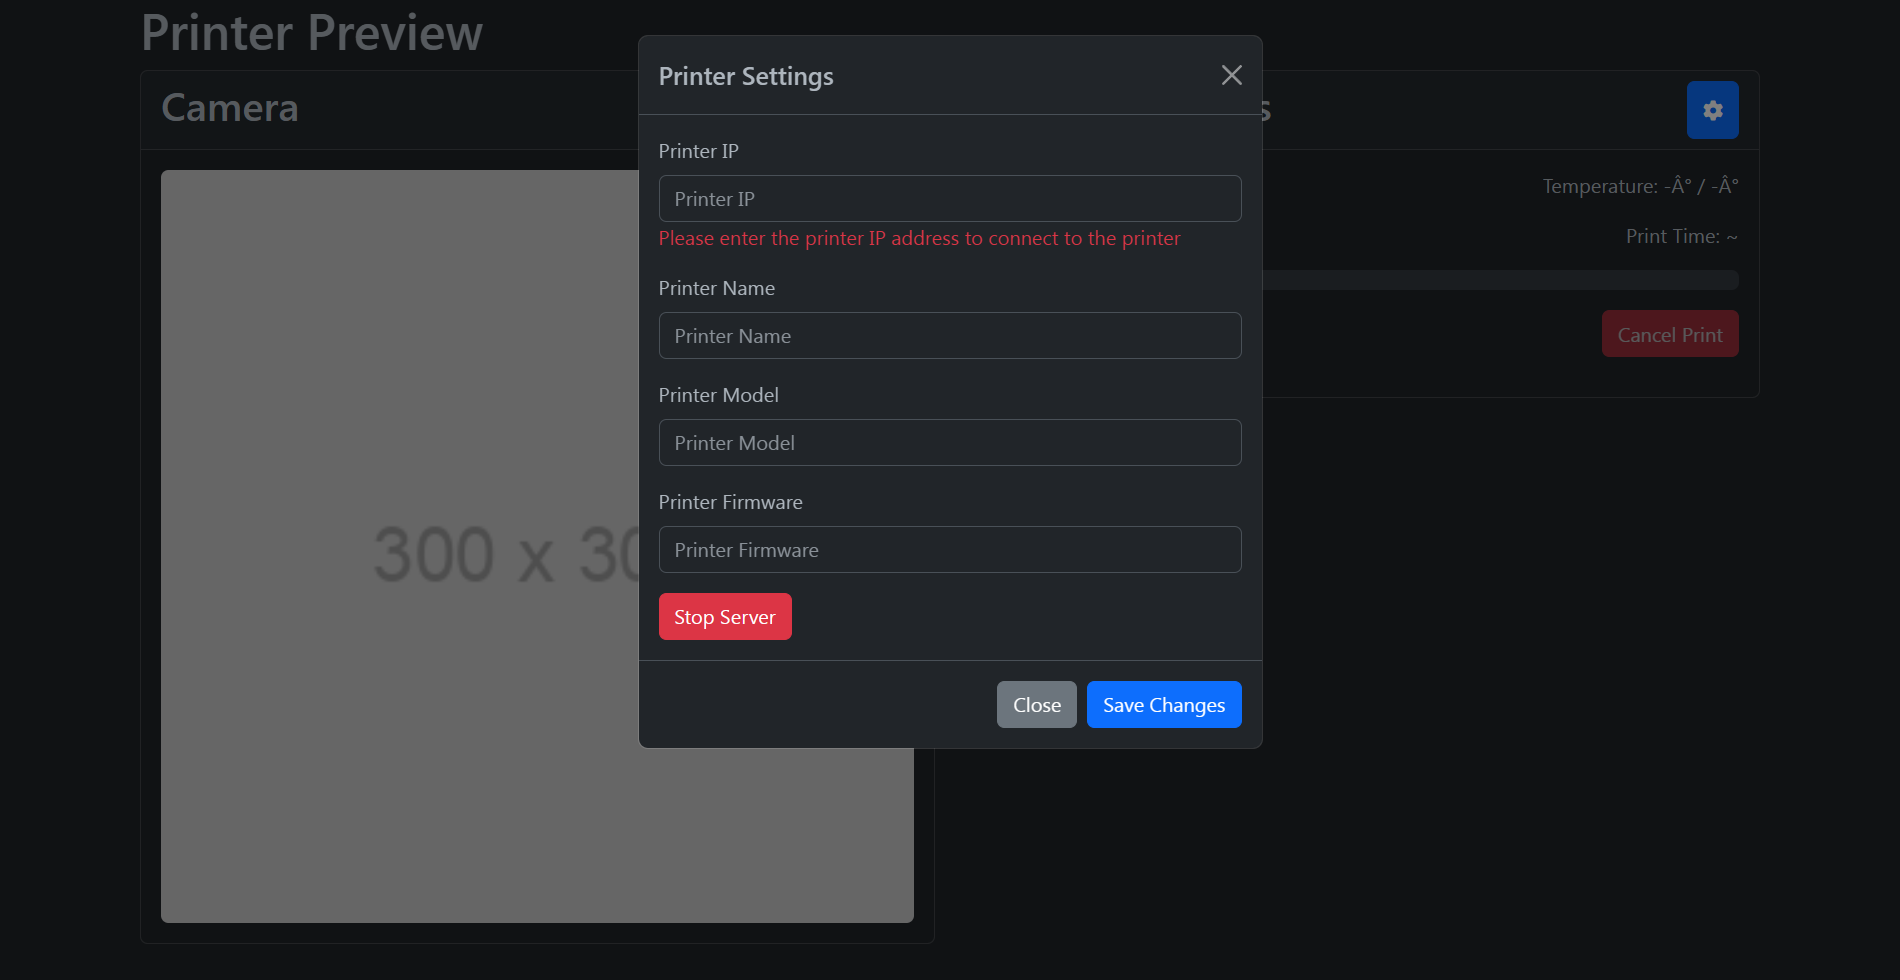 Printer Preview
Camera
300 x 30
Printer Settings
Printer IP
Printer IP
Please enter the printer IP address to connect to the printer
Printer Name
Printer Name
Printer Model
Printer Model
Printer Firmware
Printer Firmware
Stop Server
Close
Save Changes
s
Temperature: -Â° / -Â°
Print Time: ~
Cancel Print